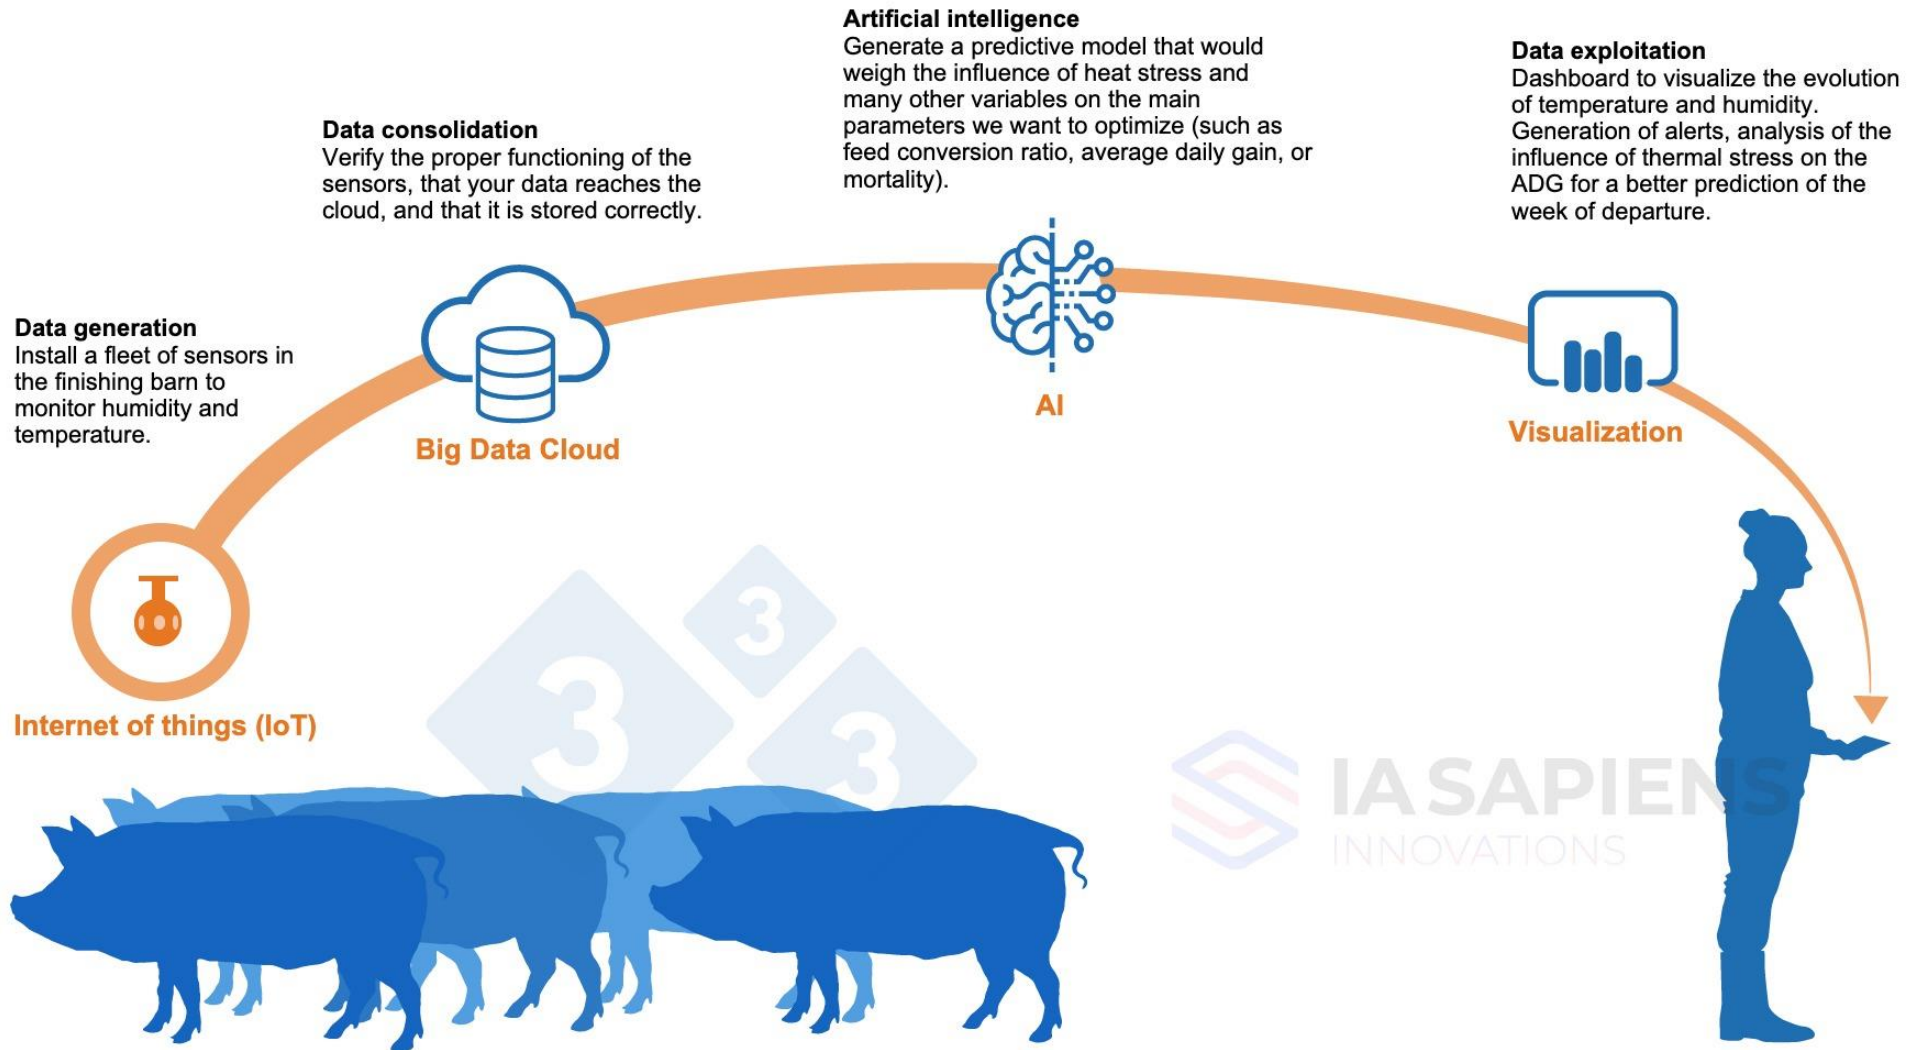 Artificial intelligence
Generate a predictive model that would
weigh the influence of heat stress and
many other variables on the main
parameters we want to optimize (such as
feed conversion ratio, average daily gain, or
mortality).
Data exploitation
Dashboard to visualize the evolution
of temperature and humidity.
Generation of alerts, analysis of the
influence of thermal stress on the
ADG for a better prediction of the
week of departure.
Data consolidation
Verify the proper functioning of the
sensors, that your data reaches the
cloud, and that it is stored correctly.
Data generation
Install a fleet of sensors in
the finishing barn to
monitor humidity and
temperature.
Big Data Cloud
AI
Visualization
Internet of things (IoT)
3
3
3
IA SAPIENS
INNOVATIONS